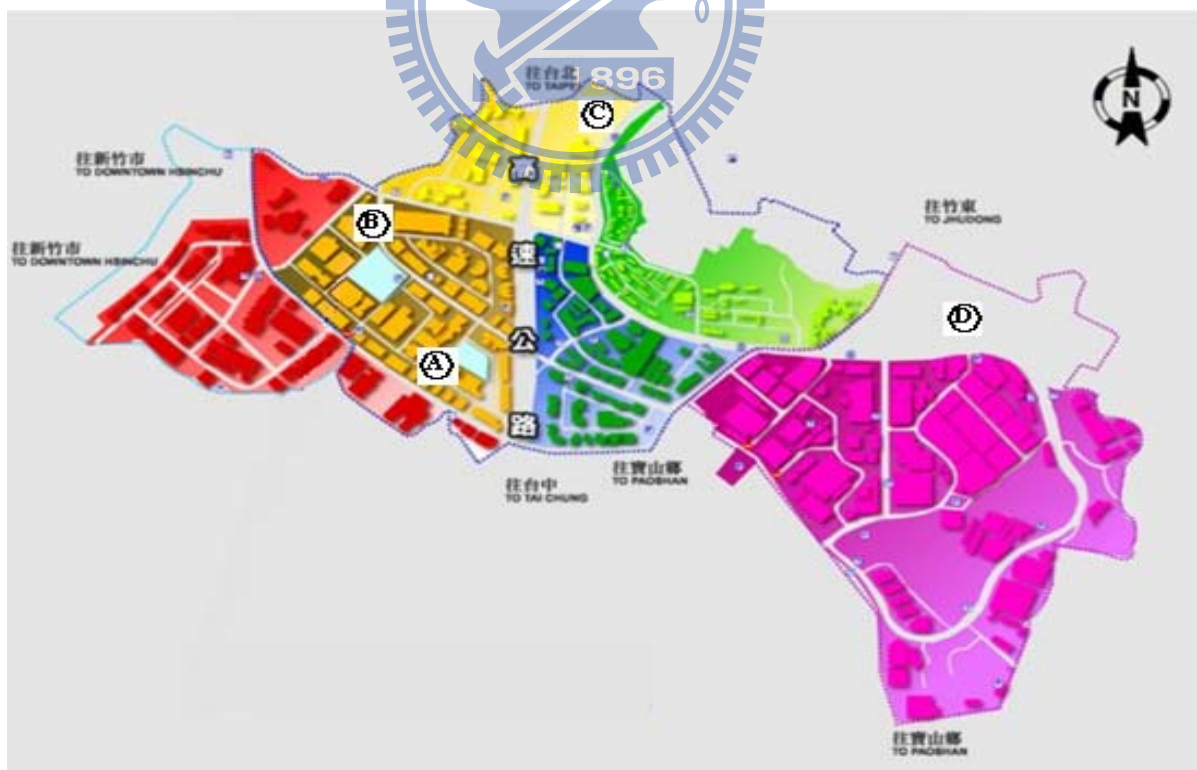 1896
往台北
TO TAIPEI
C
N
往新竹市
TO DOWNTOWN HSINCHU
B
高
往竹東
TO JHUDONG
往新竹市
TO DOWNTOWN HSINCHU
速
D
公
A
路
往台中
TO TAI CHUNG
往寶山鄉
TO PAOSHAN
往寶山鄉
TO PAOSHAN